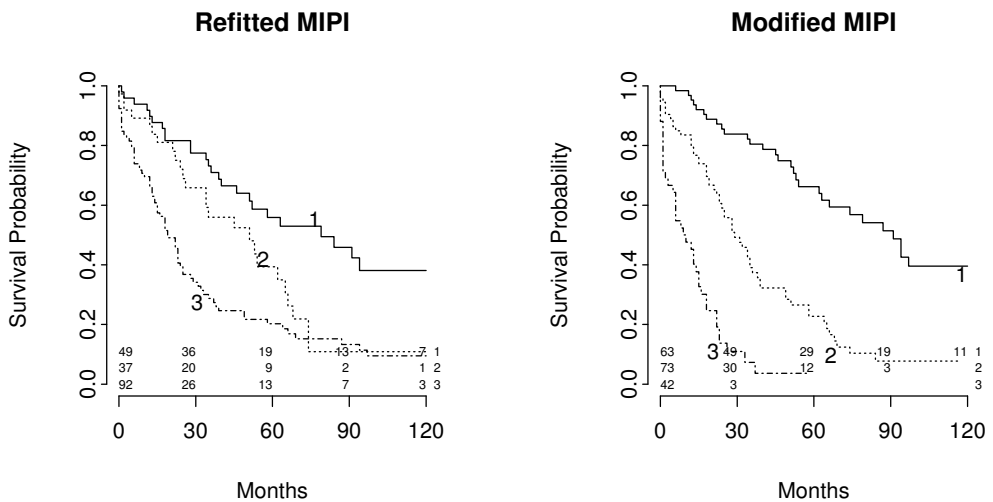 Refitted MIPI
Survival Probability
1.0
0.8
0.6
0.4
0.2
0.0
1
2
3
49 36 19 13 7 1
37 20 9 2 1 2
92 26 13 7 3 3
0 30 60 90 120
Months
Modified MIPI
Survival Probability
1.0
0.8
0.6
0.4
0.2
0.0
1
2
3
63 49 29 19 11 1
73 30 12 3 2
42 3 3
0 30 60 90 120
Months